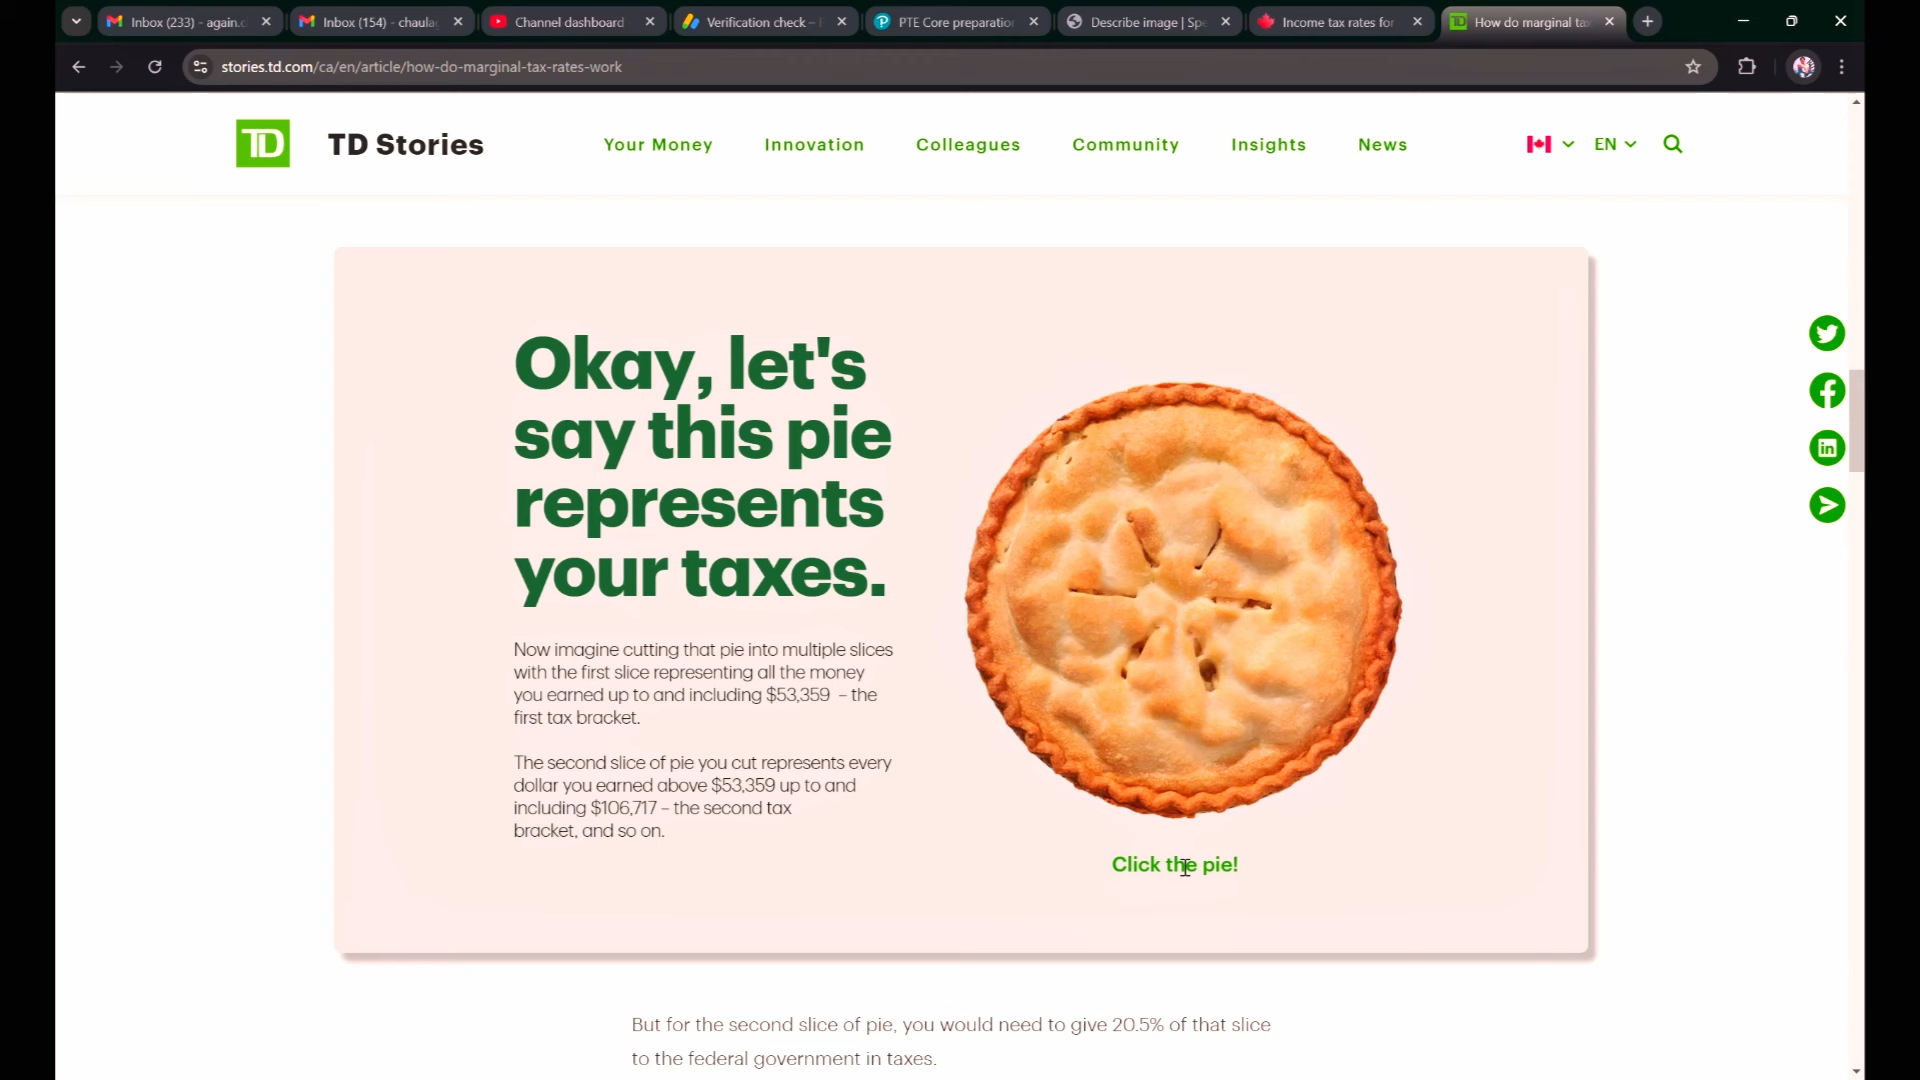 Inbox (233) - again.c
Inbox (154) - chaula
Channel dashboard
Verification check –
PTE Core preparatio
Describe image | Spe
Income tax rates for
How do marginal ta
stories.td.com/ca/en/article/how-do-marginal-tax-rates-work
TD
TD Stories
Your Money
Innovation
Colleagues
Community
Insights
News
EN
Okay, let's
say this pie
represents
your taxes.
Now imagine cutting that pie into multiple slices
with the first slice representing all the money
you earned up to and including $53,359 – the
first tax bracket.
The second slice of pie you cut represents every
dollar you earned above $53,359 up to and
including $106,717 – the second tax
bracket, and so on.
Click the pie!
But for the second slice of pie, you would need to give 20.5% of that slice
to the federal government in taxes.